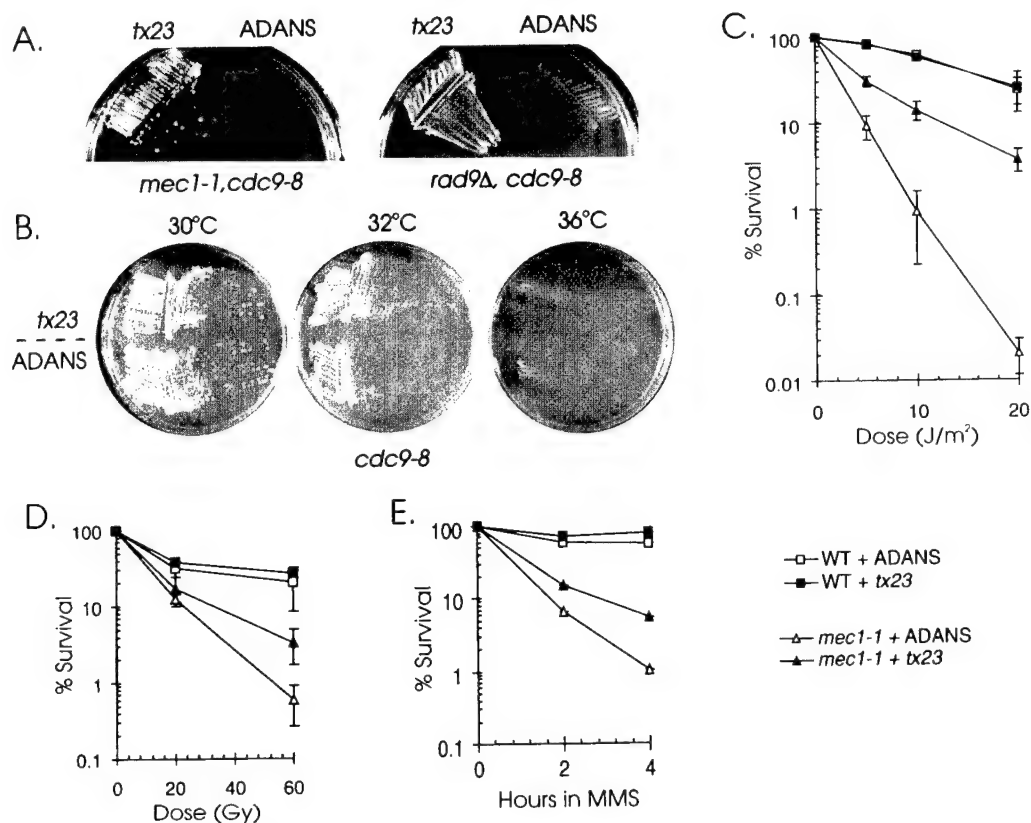 A.
tx23 ADANS
tx23 ADANS
mec1-1,cdc9-8
rad9Δ, cdc9-8
B.
30°C 32°C 36°C
tx23
ADANS
cdc9-8
C.
% Survival
100
10
1
0.1
0.01
0 10 20
Dose (J/m²)
D.
% Survival
100
10
1
0.1
0 20 40 60
Dose (Gy)
E.
% Survival
100
10
1
0.1
0 2 4
Hours in MMS
WT + ADANS
WT + tx23
mec1-1 + ADANS
mec1-1 + tx23